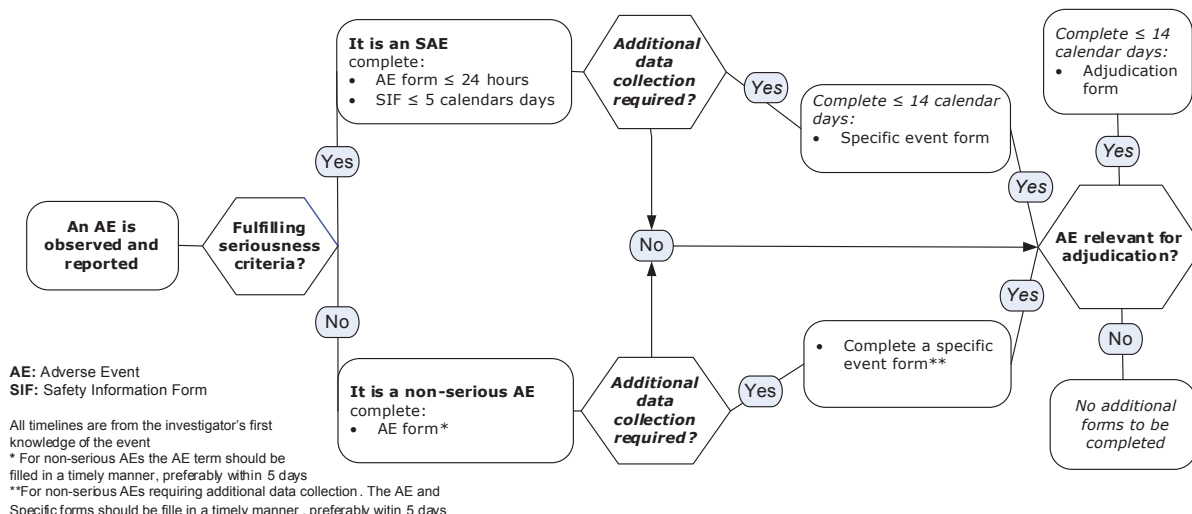 An AE is
observed and
reported
Fulfilling
seriousness
criteria?
Yes
No
It is an SAE
complete:
• AE form ≤ 24 hours
• SIF ≤ 5 calendars days
Additional
data
collection
required?
Yes
Complete ≤ 14 calendar
days:
• Specific event form
Yes
No
It is a non-serious AE
complete:
• AE form*
Additional
data
collection
required?
Yes
• Complete a specific
event form**
Yes
AE relevant for
adjudication?
Yes
Complete ≤ 14
calendar days:
• Adjudication
form
No
No additional
forms to be
completed
AE: Adverse Event
SIF: Safety Information Form
All timelines are from the investigator's first
knowledge of the event
* For non-serious AEs the AE term should be
filled in a timely manner, preferably within 5 days
**For non-serious AEs requiring additional data collection. The AE and
Specific forms should be fille in a timely manner, preferably witin 5 days